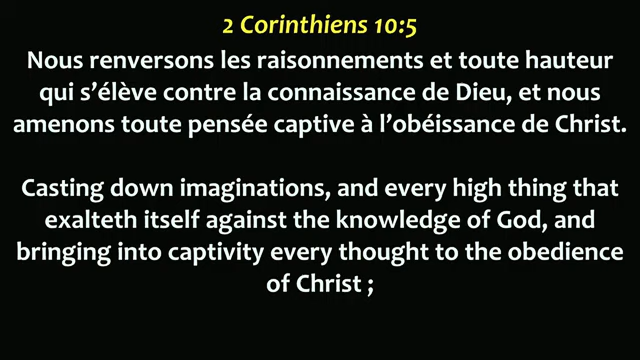 2 Corinthiens 10:5
Nous renversons les raisonnements et toute hauteur
qui s’élève contre la connaissance de Dieu, et nous
amenons toute pensée captive à l’obéissance de Christ.
Casting down imaginations, and every high thing that
exalteth itself against the knowledge of God, and
bringing into captivity every thought to the obedience
of Christ ;